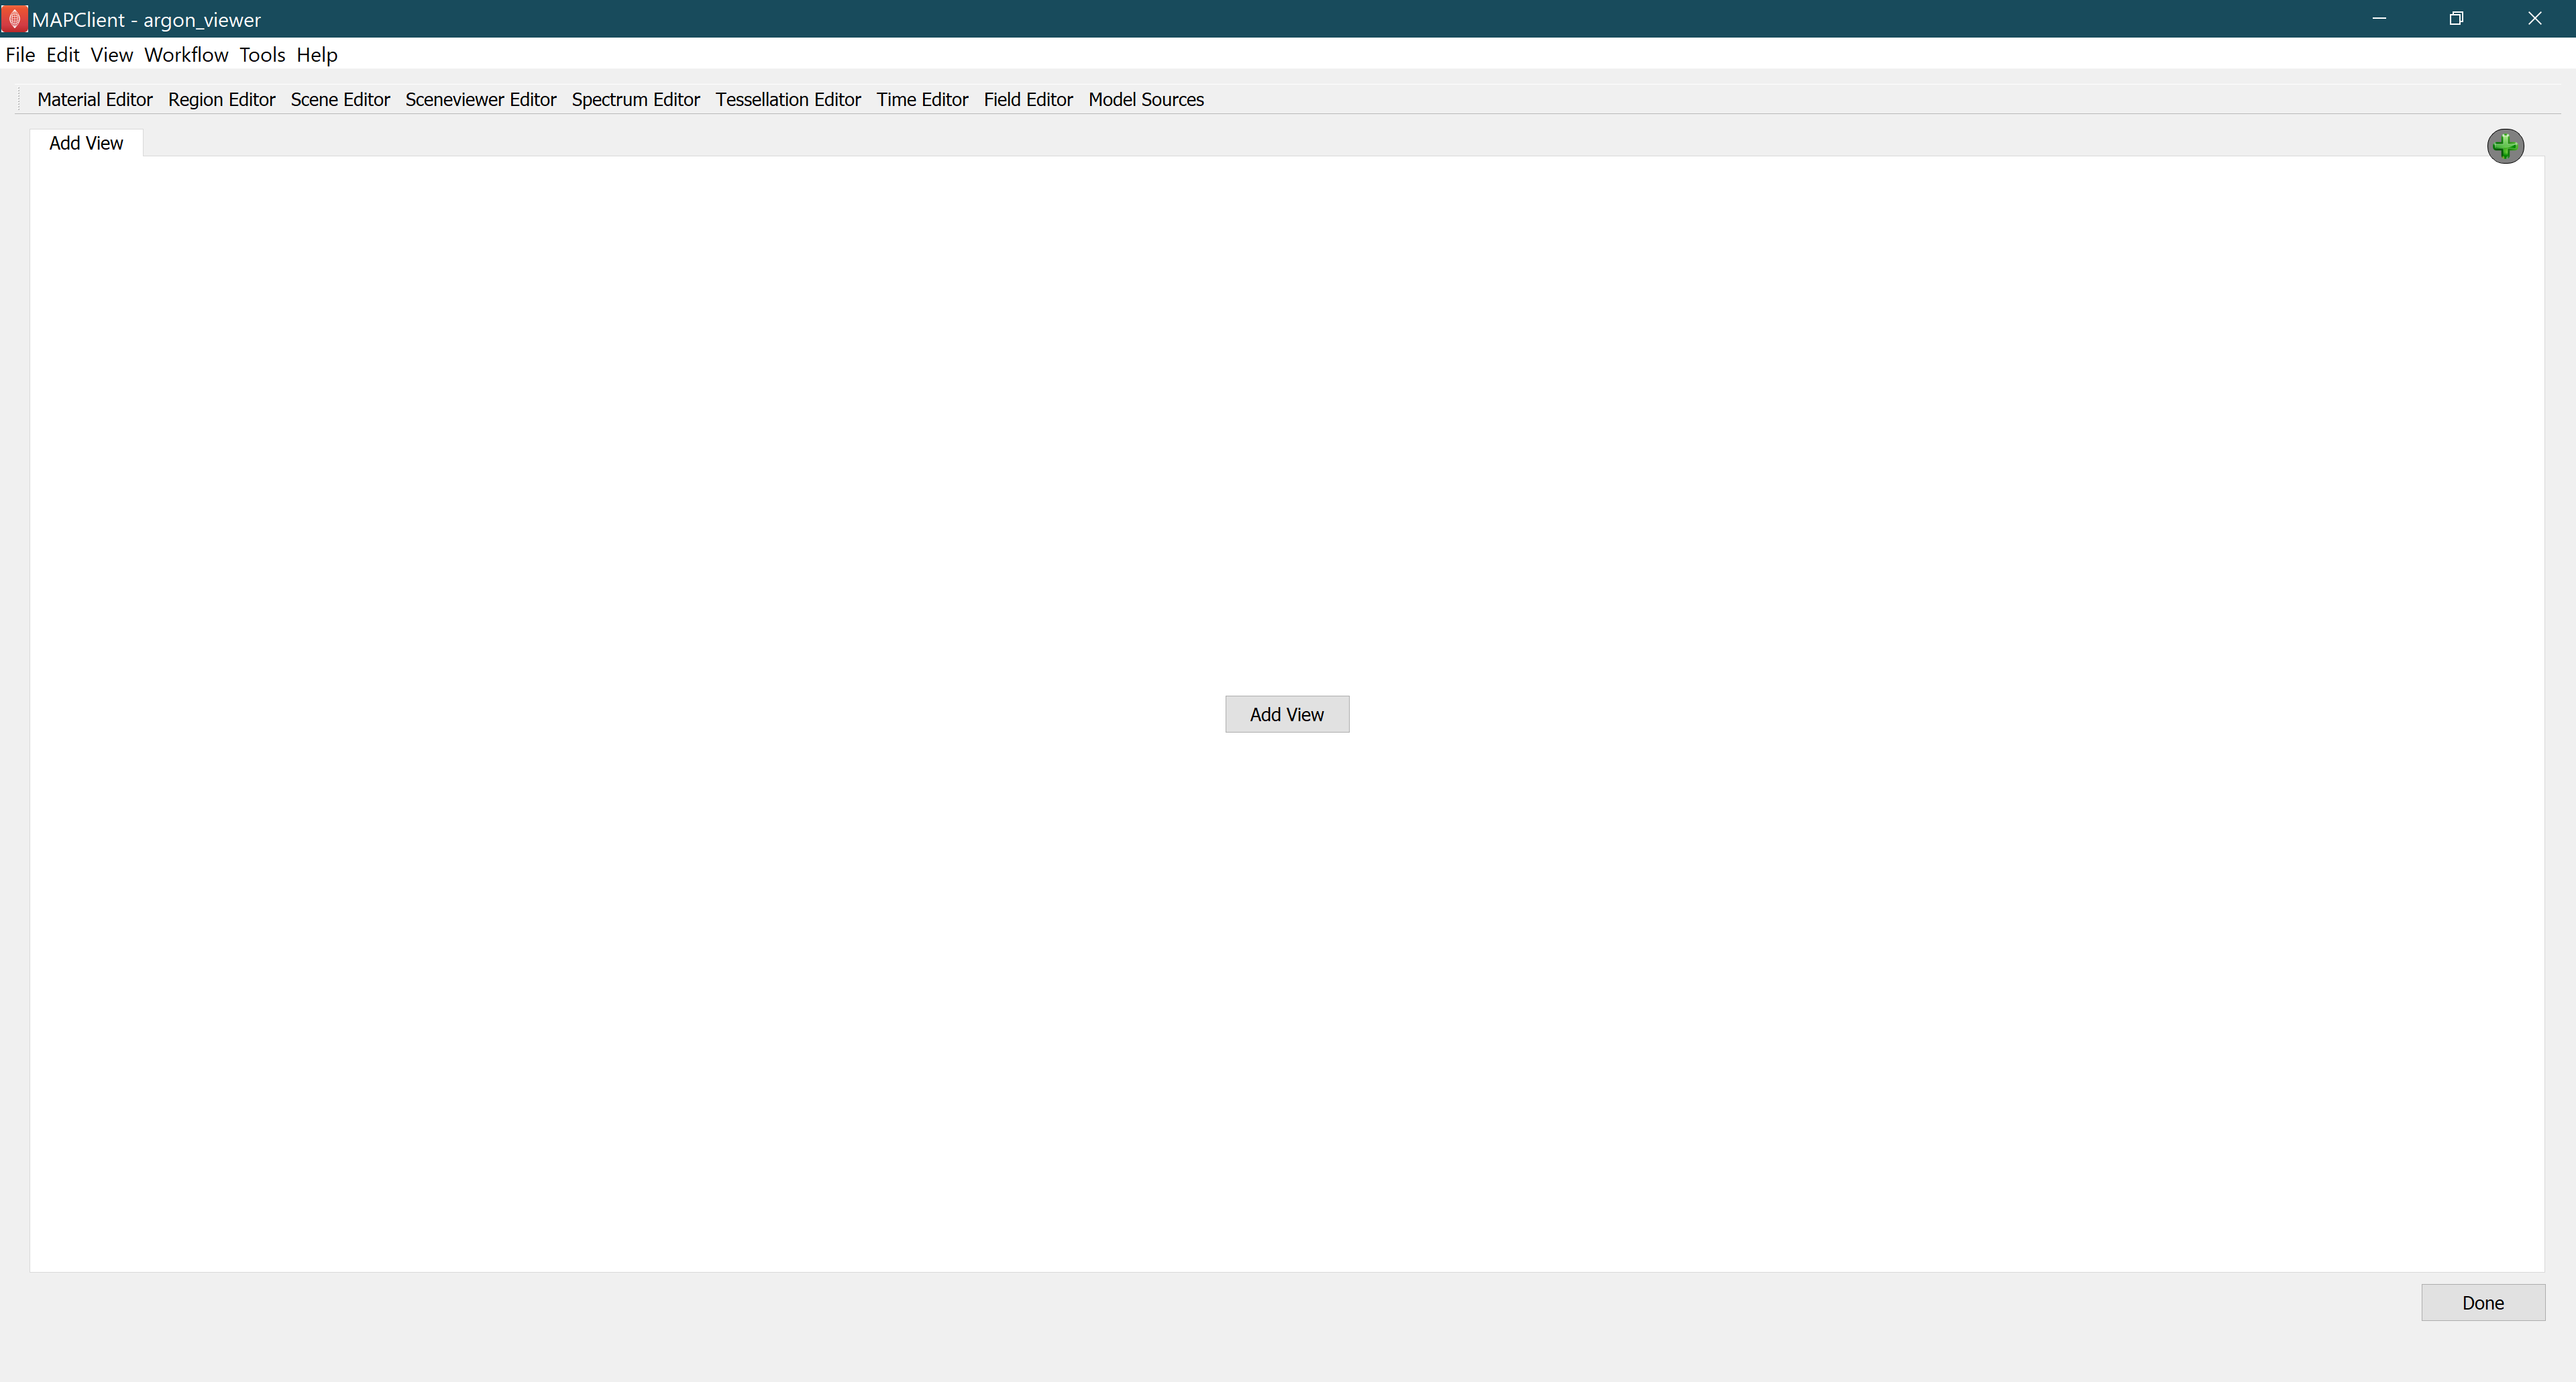 MAPClient - argon_viewer
File Edit View Workflow Tools Help
Material Editor Region Editor Scene Editor Sceneviewer Editor Spectrum Editor Tessellation Editor Time Editor Field Editor Model Sources
Add View
Add View
Done